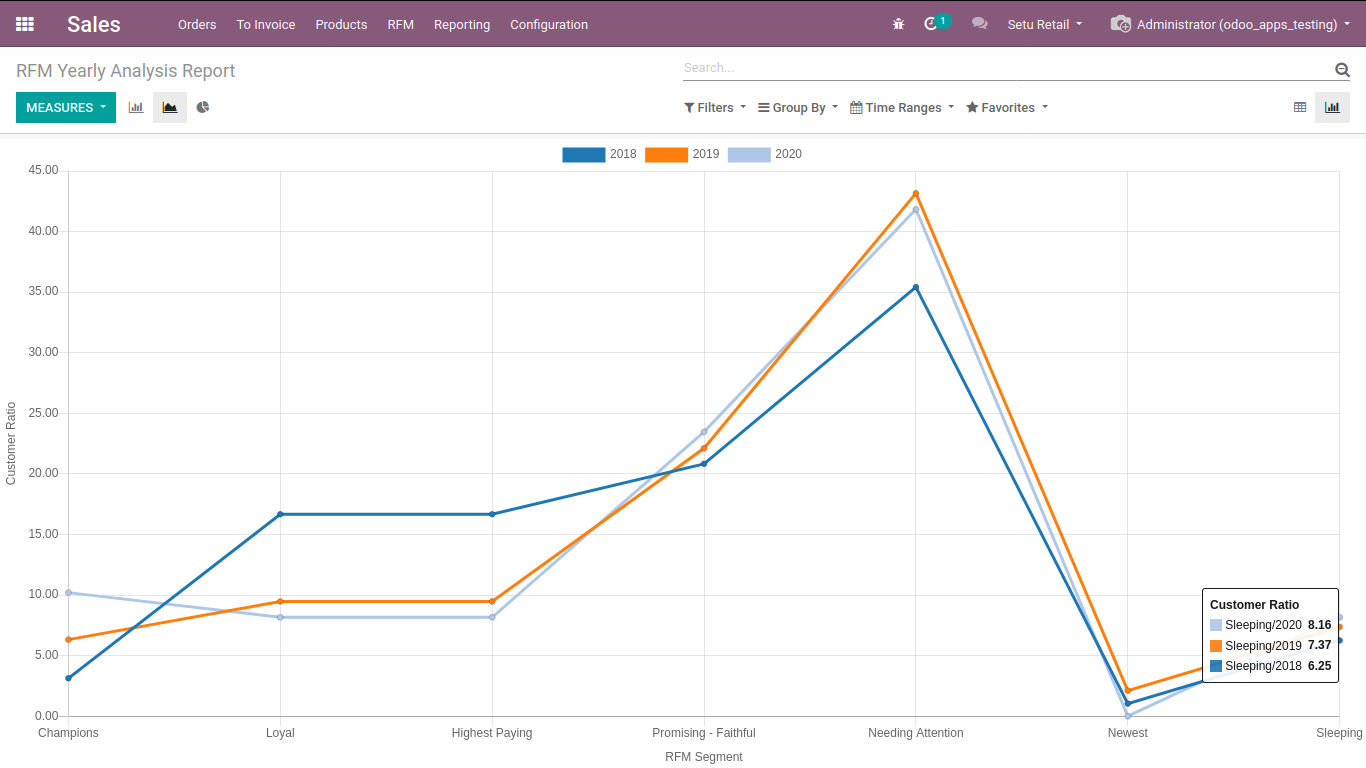 Sales Orders To Invoice Products RFM Reporting Configuration 1 Setu Retail Administrator (odoo_apps_testing)
RFM Yearly Analysis Report Search...
MEASURES Filters Group By Time Ranges Favorites
2018 2019 2020
45.00
40.00
35.00
30.00
25.00
20.00
15.00
10.00
5.00
0.00
Customer Ratio
Customer Ratio
Sleeping/2020 8.16
Sleeping/2019 7.37
Sleeping/2018 6.25
Champions Loyal Highest Paying Promising - Faithful Needing Attention Newest Sleeping
RFM Segment